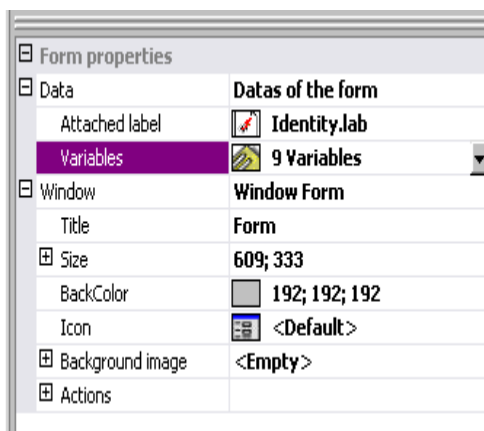 Form properties
Data Datas of the form
Attached label Identity.lab
Variables 9 Variables
Window Window Form
Title Form
Size 609; 333
BackColor 192; 192; 192
Icon <Default>
Background image <Empty>
Actions